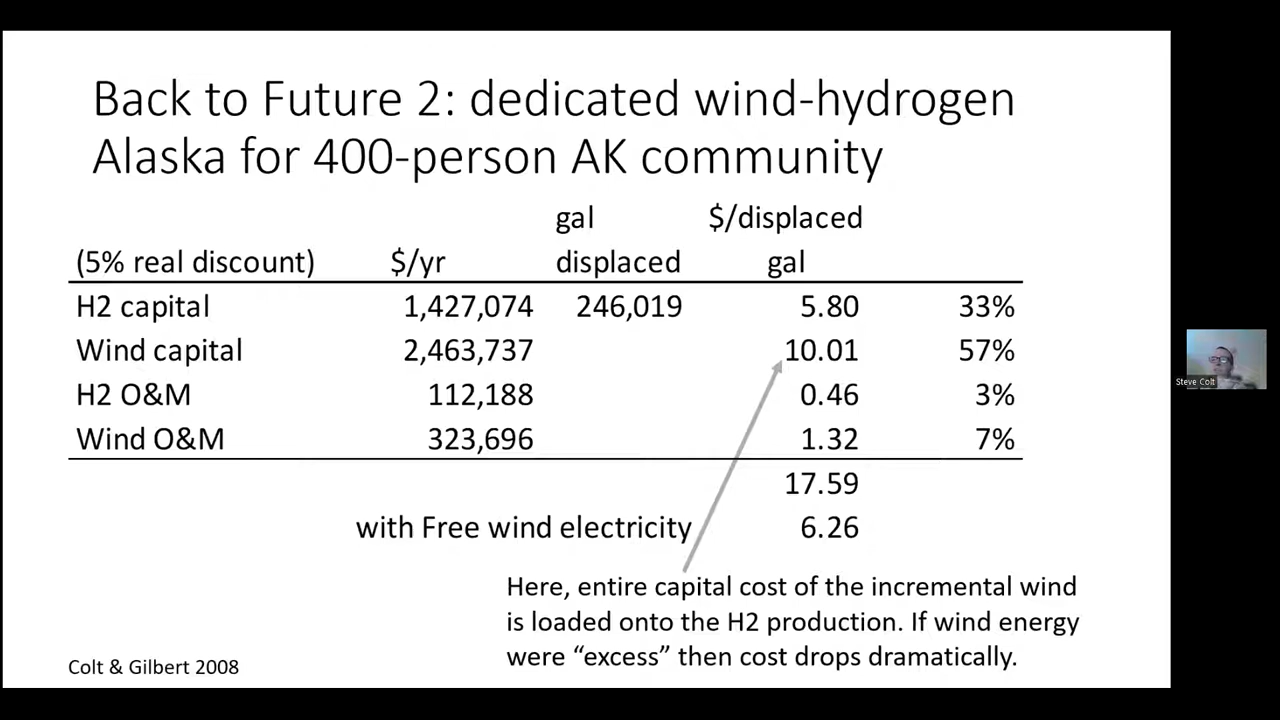 Back to Future 2: dedicated wind-hydrogen
Alaska for 400-person AK community
gal $/displaced
(5% real discount) $/yr displaced gal
H2 capital 1,427,074 246,019 5.80 33%
Wind capital 2,463,737 10.01 57%
H2 O&M 112,188 0.46 3%
Wind O&M 323,696 1.32 7%
17.59
with Free wind electricity 6.26
Here, entire capital cost of the incremental wind
is loaded onto the H2 production. If wind energy
were “excess” then cost drops dramatically.
Colt & Gilbert 2008
Steve Colt